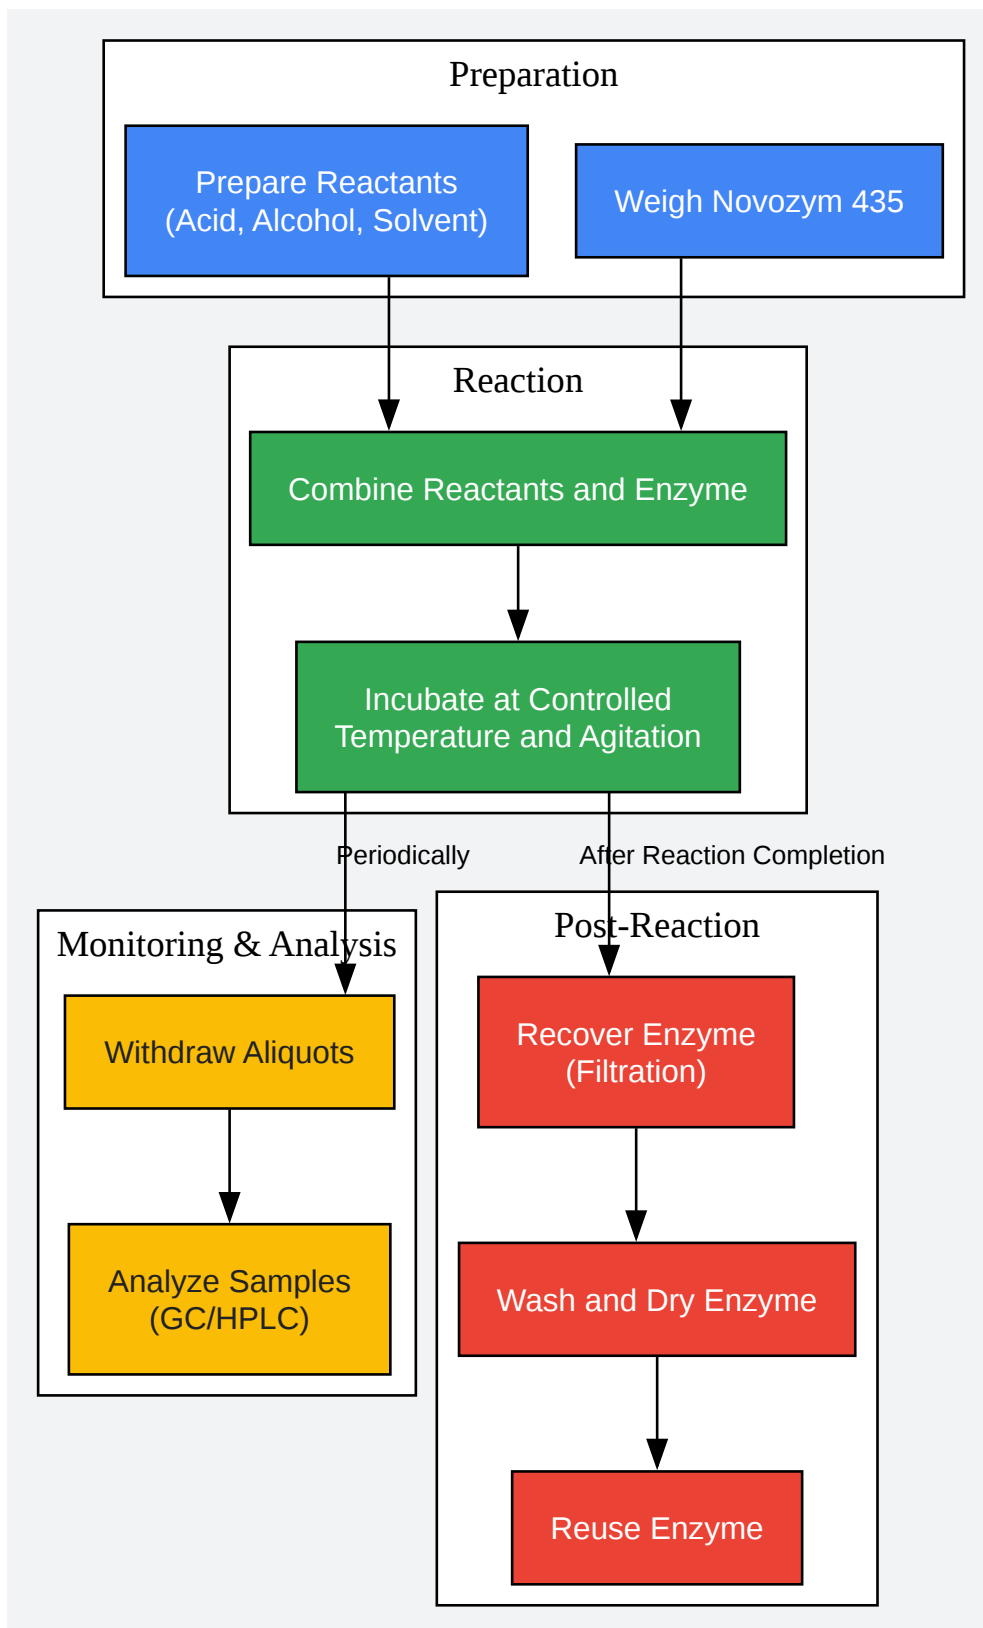 Preparation
Prepare Reactants
(Acid, Alcohol, Solvent)
Weigh Novozym 435
Reaction
Combine Reactants and Enzyme
Incubate at Controlled
Temperature and Agitation
Periodically
After Reaction Completion
Monitoring & Analysis
Withdraw Aliquots
Analyze Samples
(GC/HPLC)
Post-Reaction
Recover Enzyme
(Filtration)
Wash and Dry Enzyme
Reuse Enzyme